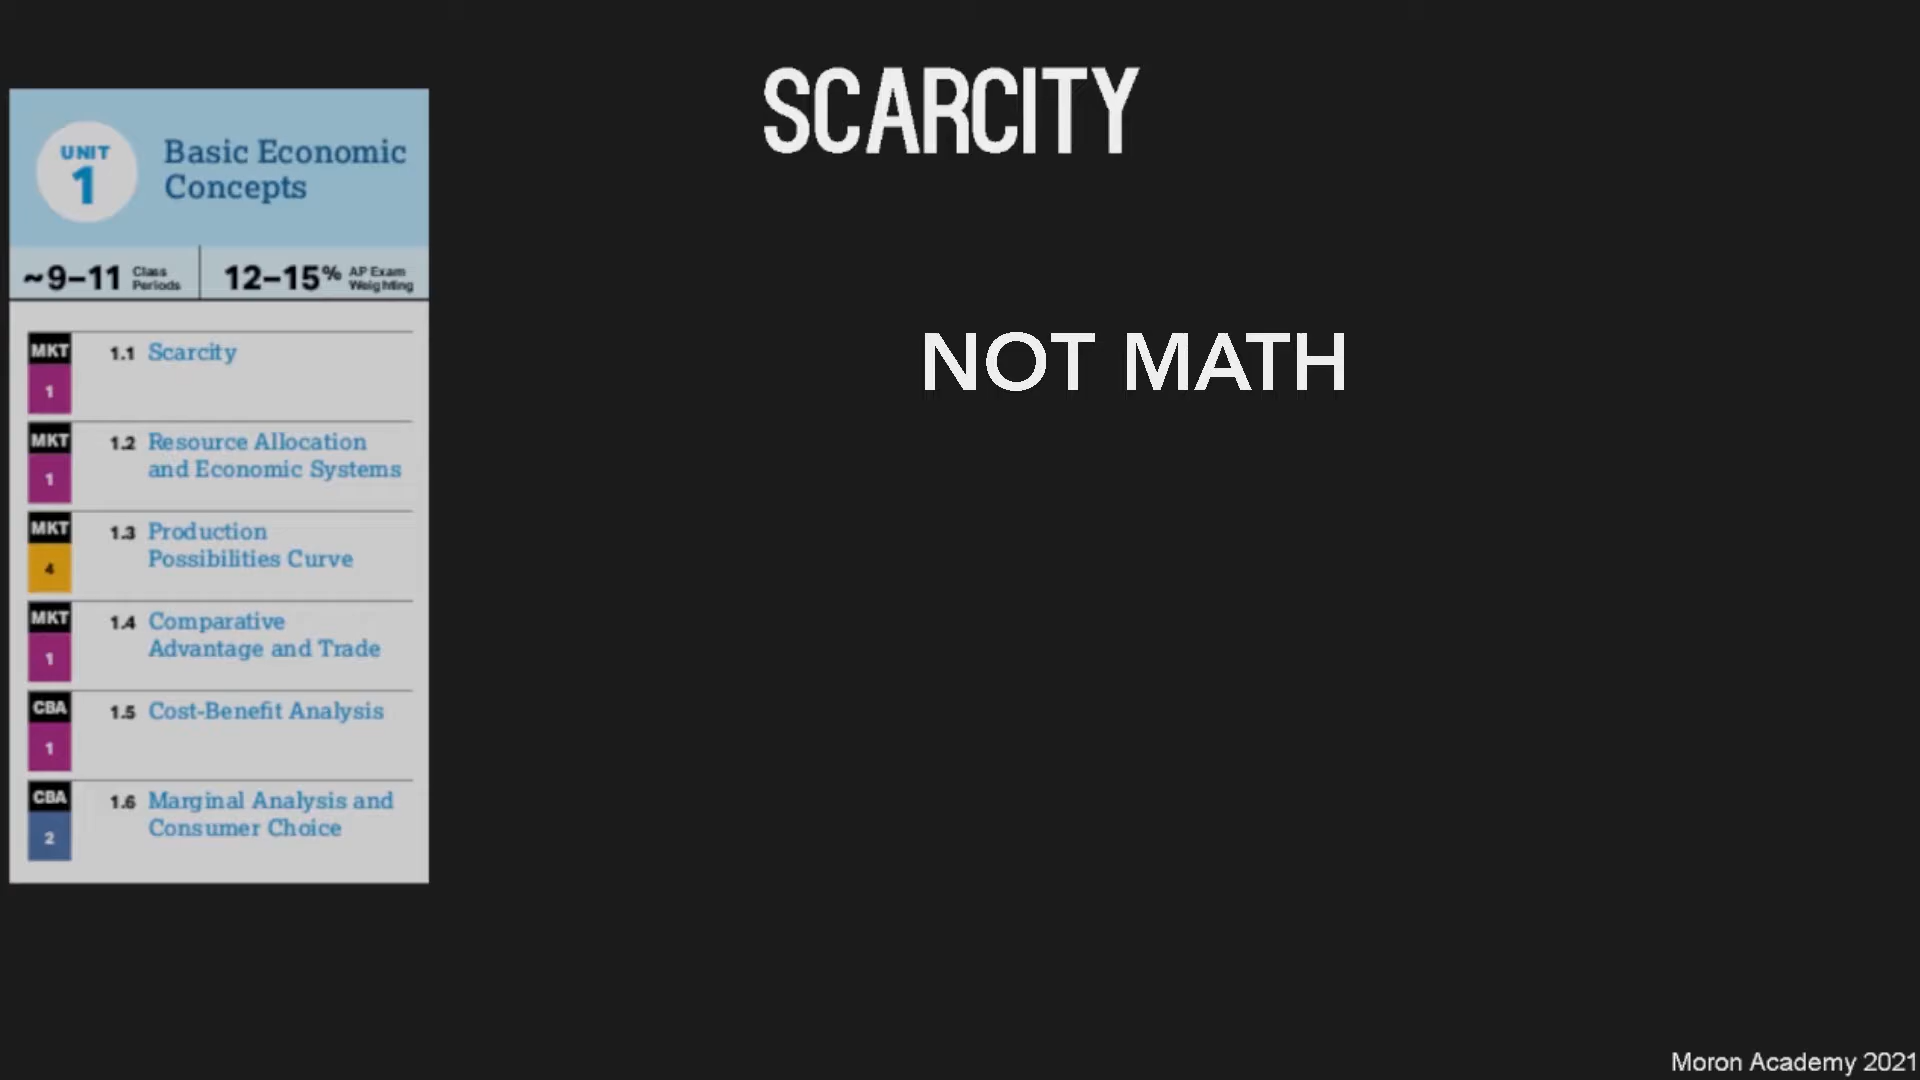 SCARCITY
UNIT
1
Basic Economic
Concepts
~9–11 Class Periods
12–15% AP Exam Weighting
MKT
1
1.1 Scarcity
MKT
1
1.2 Resource Allocation
and Economic Systems
MKT
4
1.3 Production
Possibilities Curve
MKT
1
1.4 Comparative
Advantage and Trade
CBA
1
1.5 Cost-Benefit Analysis
CBA
2
1.6 Marginal Analysis and
Consumer Choice
NOT MATH
Moron Academy 2021